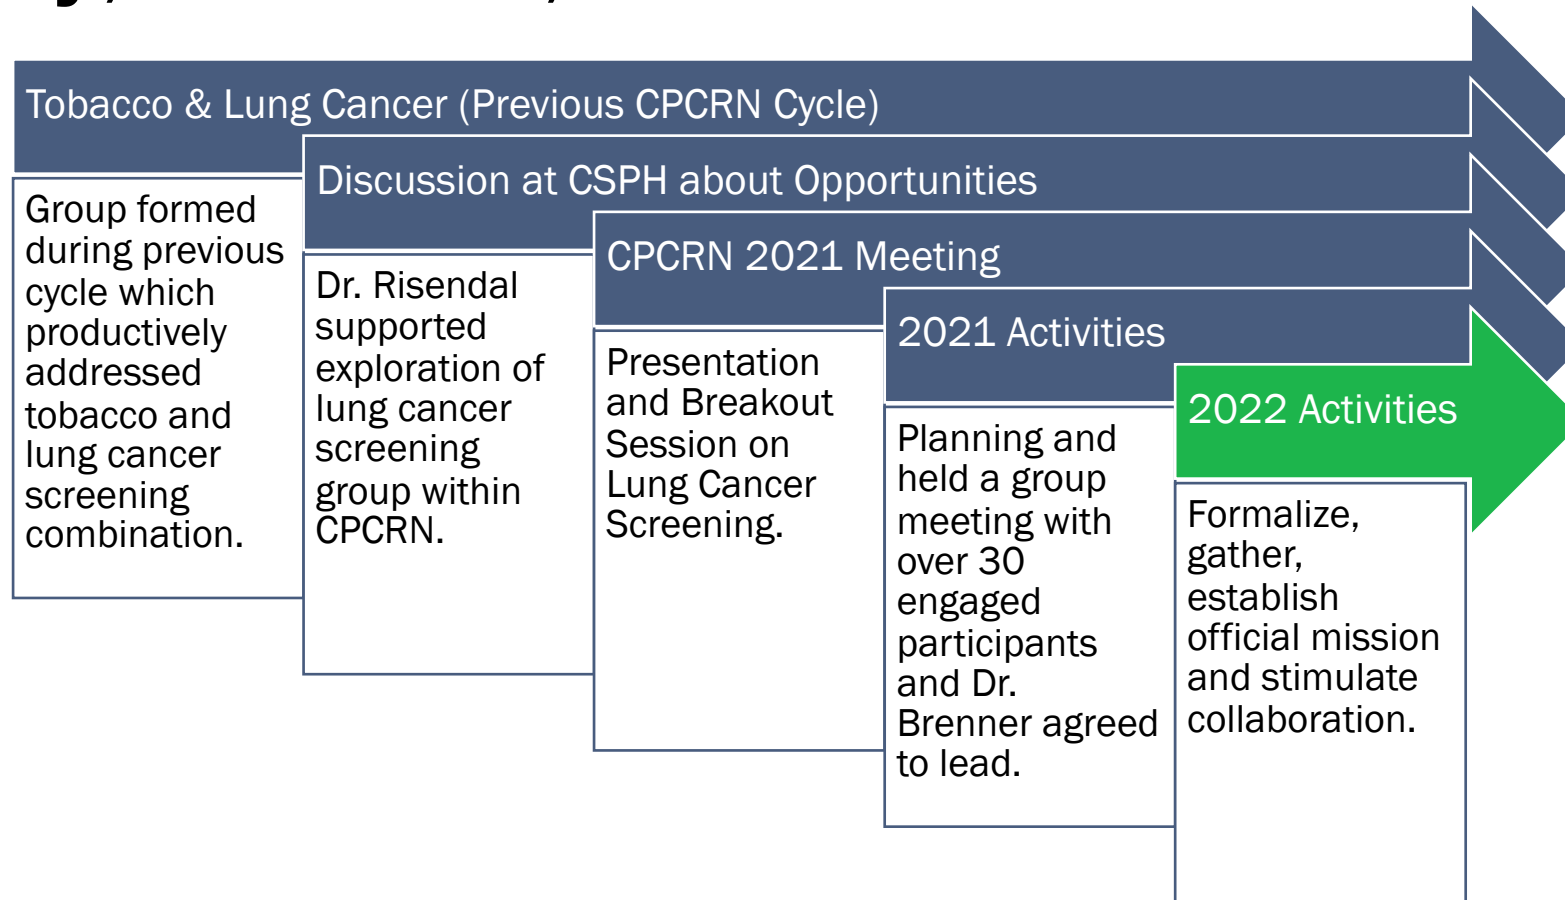 Tobacco & Lung Cancer (Previous CPCRN Cycle)
Group formed
during previous
cycle which
productively
addressed
tobacco and
lung cancer
screening
combination.
Discussion at CSPH about Opportunities
Dr. Risendal
supported
exploration of
lung cancer
screening
group within
CPCRN.
CPCRN 2021 Meeting
Presentation
and Breakout
Session on
Lung Cancer
Screening.
2021 Activities
Planning and
held a group
meeting with
over 30
engaged
participants
and Dr.
Brenner agreed
to lead.
2022 Activities
Formalize,
gather,
establish
official mission
and stimulate
collaboration.